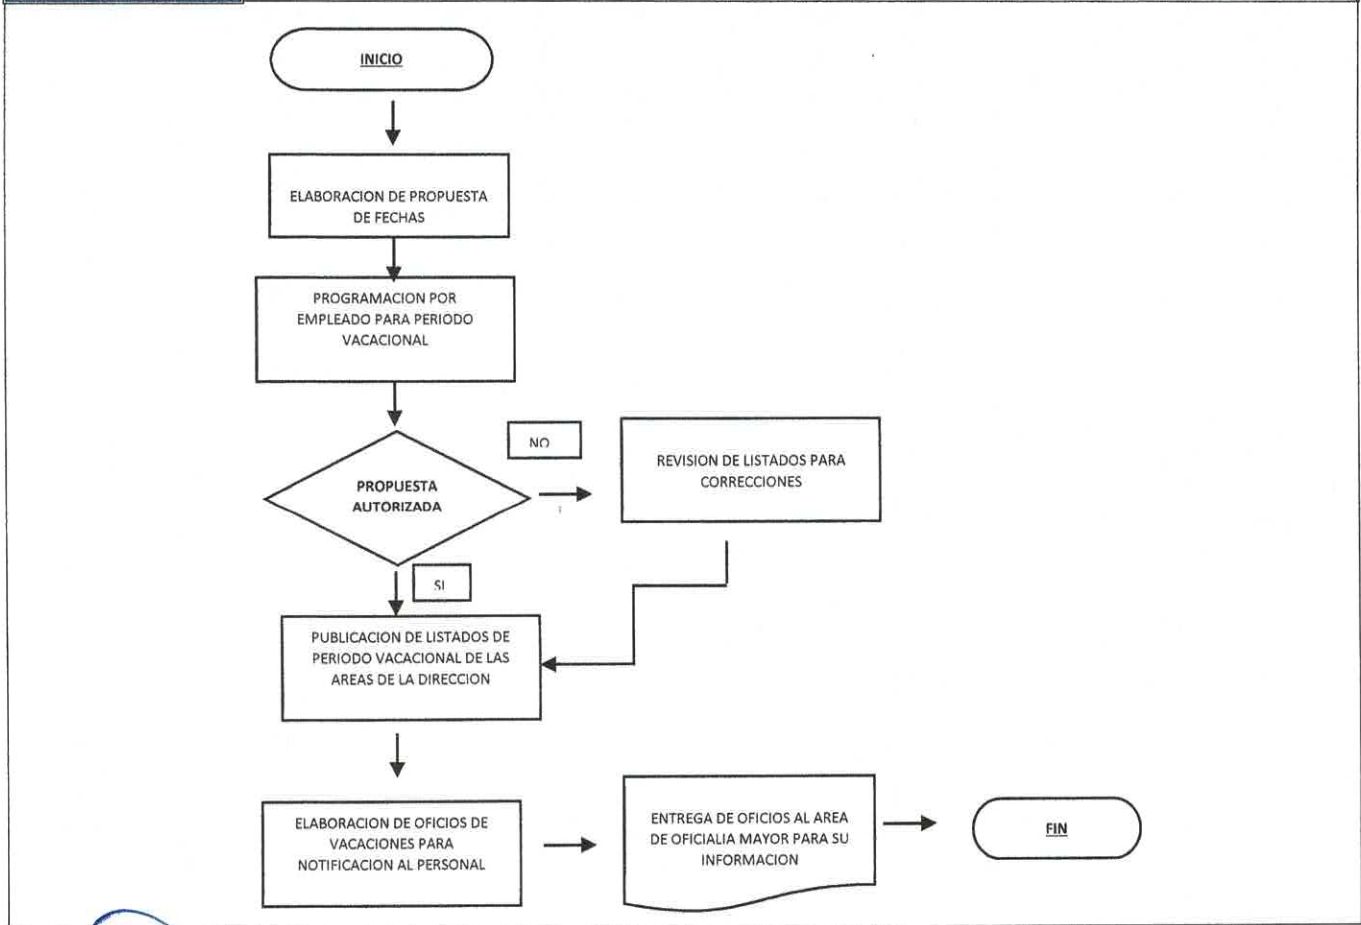 INICIO
ELABORACION DE PROPUESTA
DE FECHAS
PROGRAMACION POR
EMPLEADO PARA PERIODO
VACACIONAL
NO
REVISION DE LISTADOS PARA
CORRECCIONES
PROPUESTA
AUTORIZADA
SI
PUBLICACION DE LISTADOS DE
PERIODO VACACIONAL DE LAS
AREAS DE LA DIRECCION
ELABORACION DE OFICIOS DE
VACACIONES PARA
NOTIFICACION AL PERSONAL
ENTREGA DE OFICIOS AL AREA
DE OFICIALIA MAYOR PARA SU
INFORMACION
FIN